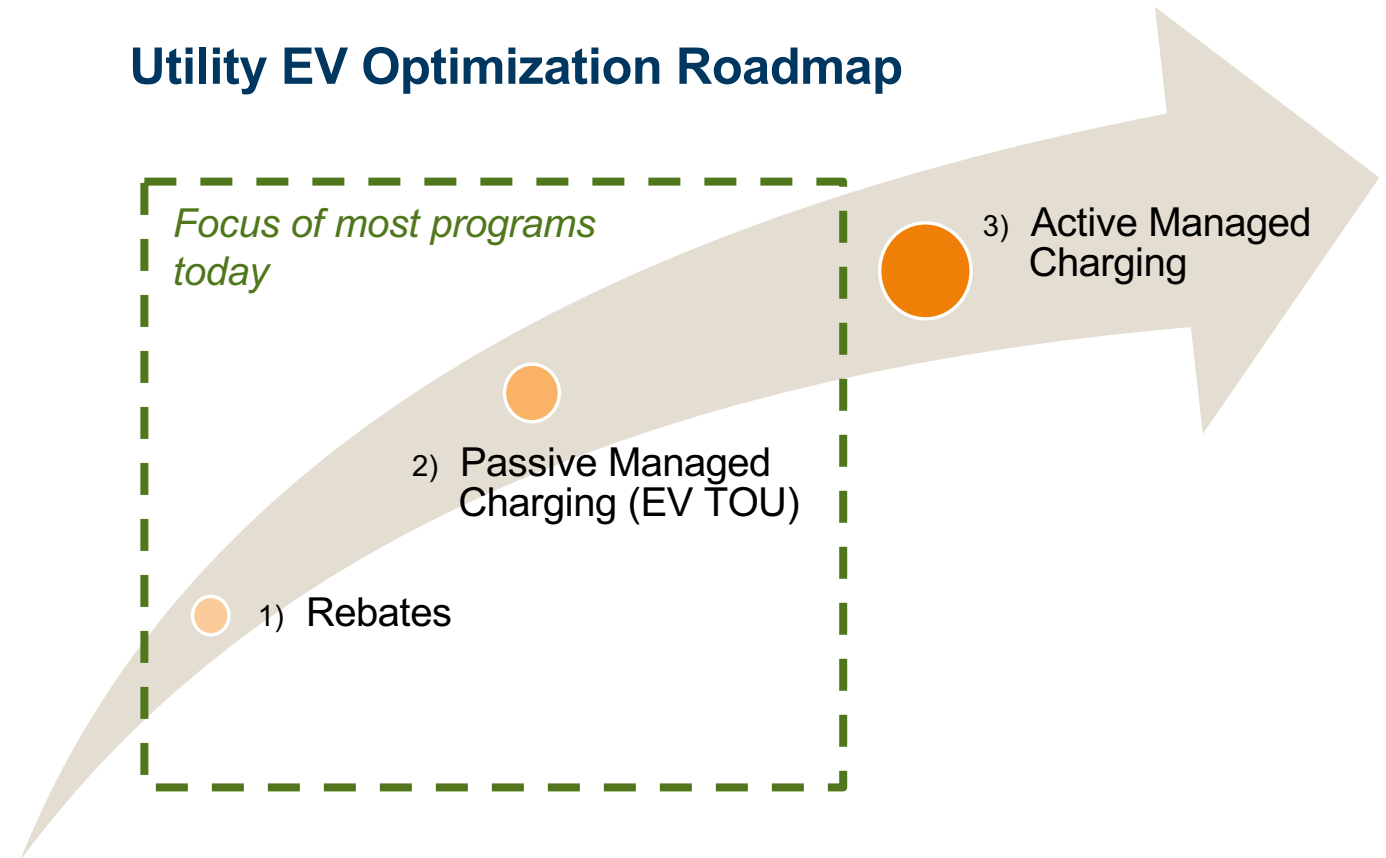 Utility EV Optimization Roadmap
Focus of most programs
today
3) Active Managed
Charging
2) Passive Managed
Charging (EV TOU)
1) Rebates